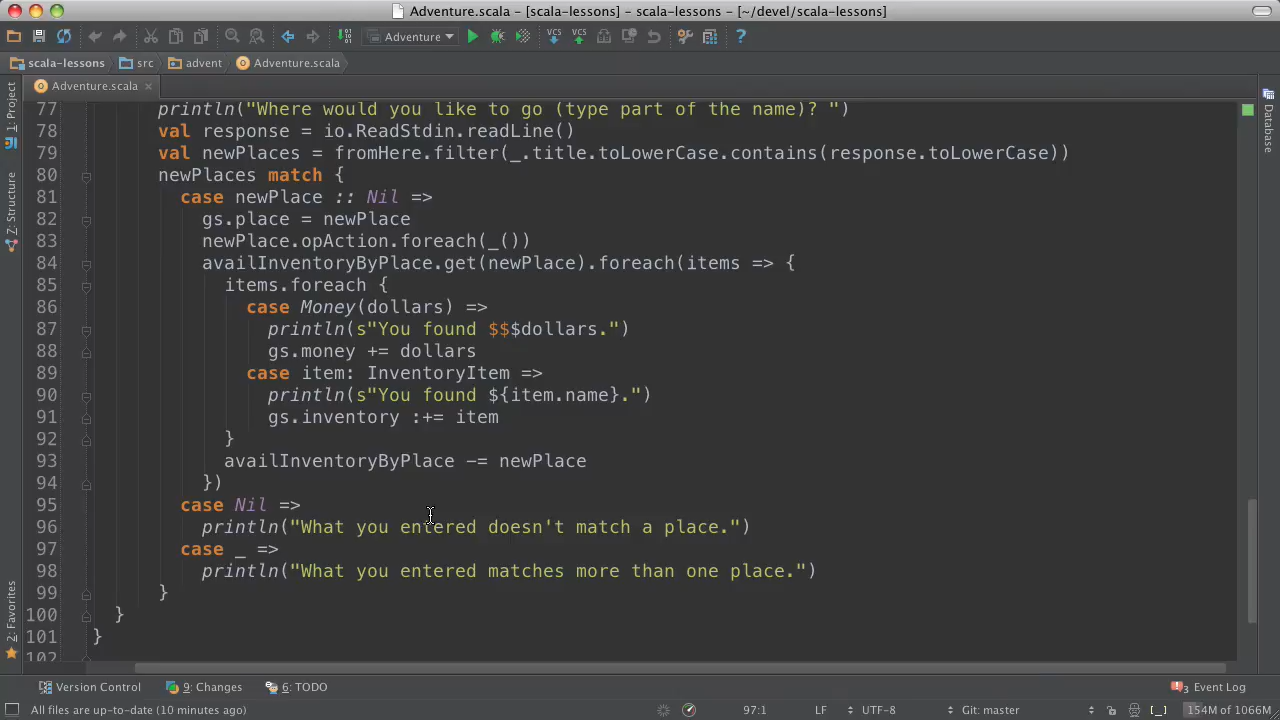 Adventure.scala - [scala-lessons] - scala-lessons - [~/devel/scala-lessons]
VCS VCS Adventure ?
scala-lessons src advent Adventure.scala
Adventure.scala
1: Project
Z: Structure
2: Favorites
Database
77 println("Where would you like to go (type part of the name)? ")
78 val response = io.ReadStdin.readLine()
79 val newPlaces = fromHere.filter(_.title.toLowerCase.contains(response.toLowerCase))
80 newPlaces match {
81 case newPlace :: Nil =>
82 gs.place = newPlace
83 newPlace.opAction.foreach(_())
84 availInventoryByPlace.get(newPlace).foreach(items => {
85 items.foreach {
86 case Money(dollars) =>
87 println(s"You found $$$dollars.")
88 gs.money += dollars
89 case item: InventoryItem =>
90 println(s"You found ${item.name}.")
91 gs.inventory :+= item
92 }
93 availInventoryByPlace -= newPlace
94 })
95 case Nil =>
96 println("What you entered doesn't match a place.")
97 case _ =>
98 println("What you entered matches more than one place.")
99 }
100 }
101 }
102
Version Control 9: Changes 6: TODO 3 Event Log
All files are up-to-date (10 minutes ago) 97:1 LF UTF-8 Git: master 154M of 1066M